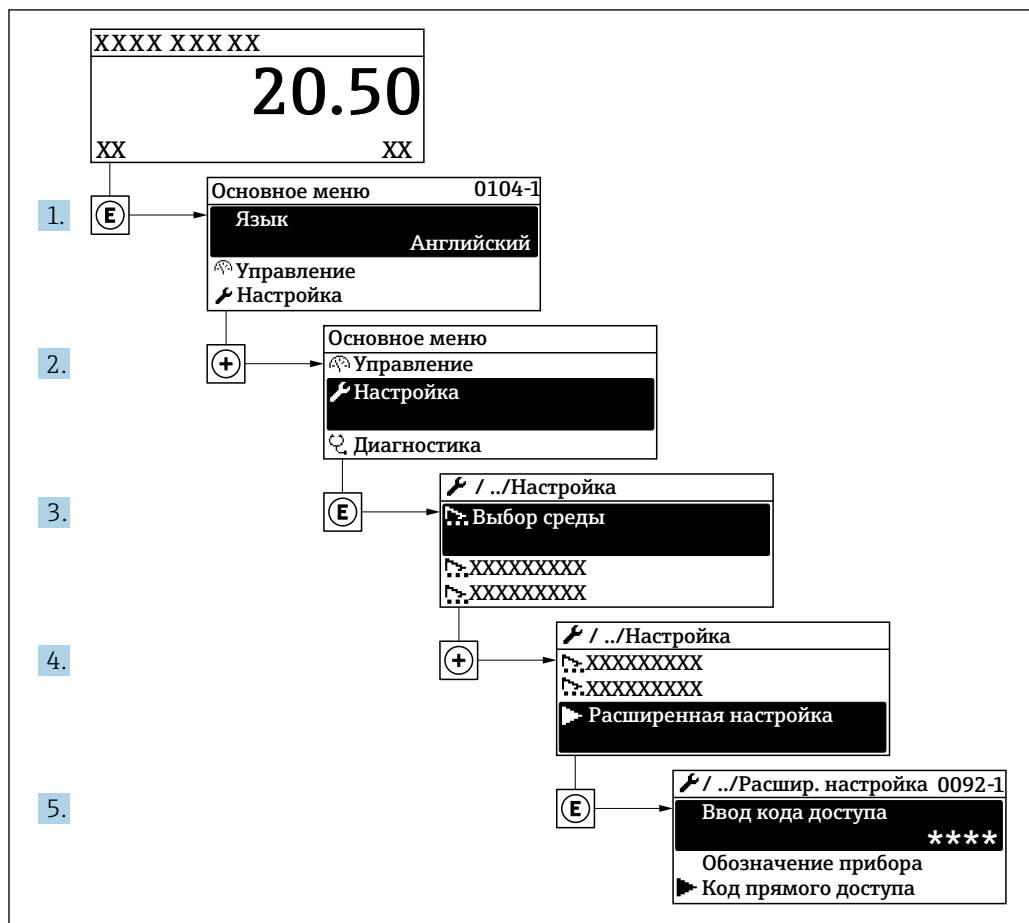 XXXX XXX XX
20.50
XX XX
1. E
Основное меню 0104-1
Язык
Английский
Управление
Настройка
2. +
Основное меню
Управление
Настройка
Диагностика
3. E
/ ../Настройка
Выбор среды
XXXXXXXXX
XXXXXXXXX
4. +
/ ../Настройка
XXXXXXXXX
XXXXXXXXX
Расширенная настройка
5. E
/ ../Расшир. настройка 0092-1
Ввод кода доступа
****
Обозначение прибора
Код прямого доступа